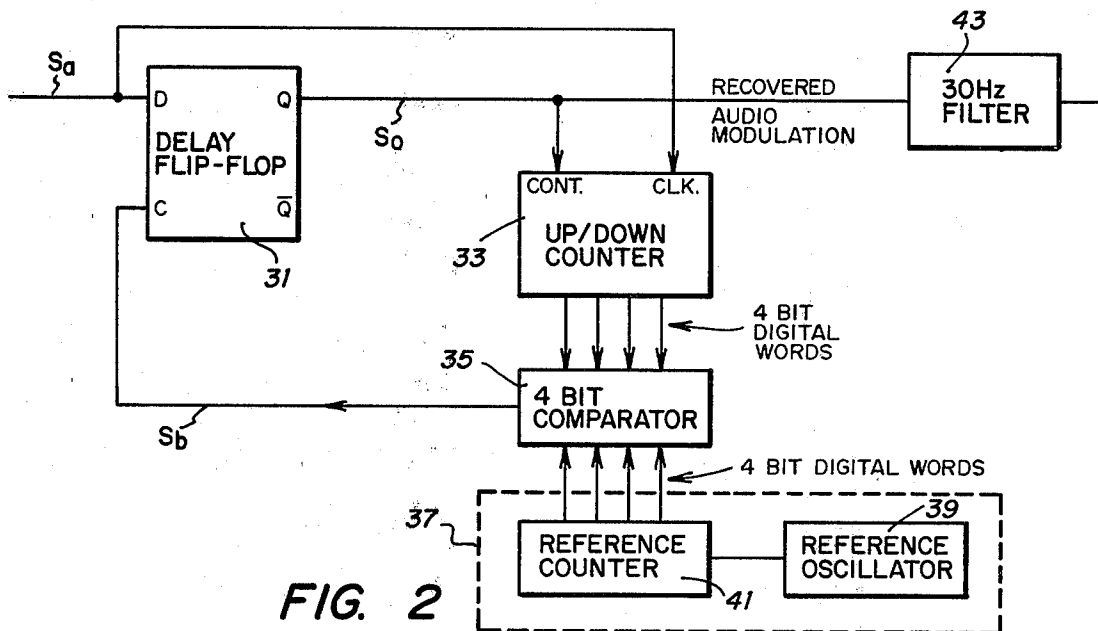 43
Sa
D
Q
DELAY
FLIP-FLOP
C
Q̅
31
So
RECOVERED
AUDIO
MODULATION
30Hz
FILTER
CONT.
CLK.
UP/DOWN
COUNTER
33
4 BIT
DIGITAL
WORDS
35
4 BIT
COMPARATOR
Sb
4 BIT DIGITAL WORDS
37
REFERENCE
COUNTER
41
39
REFERENCE
OSCILLATOR
FIG. 2